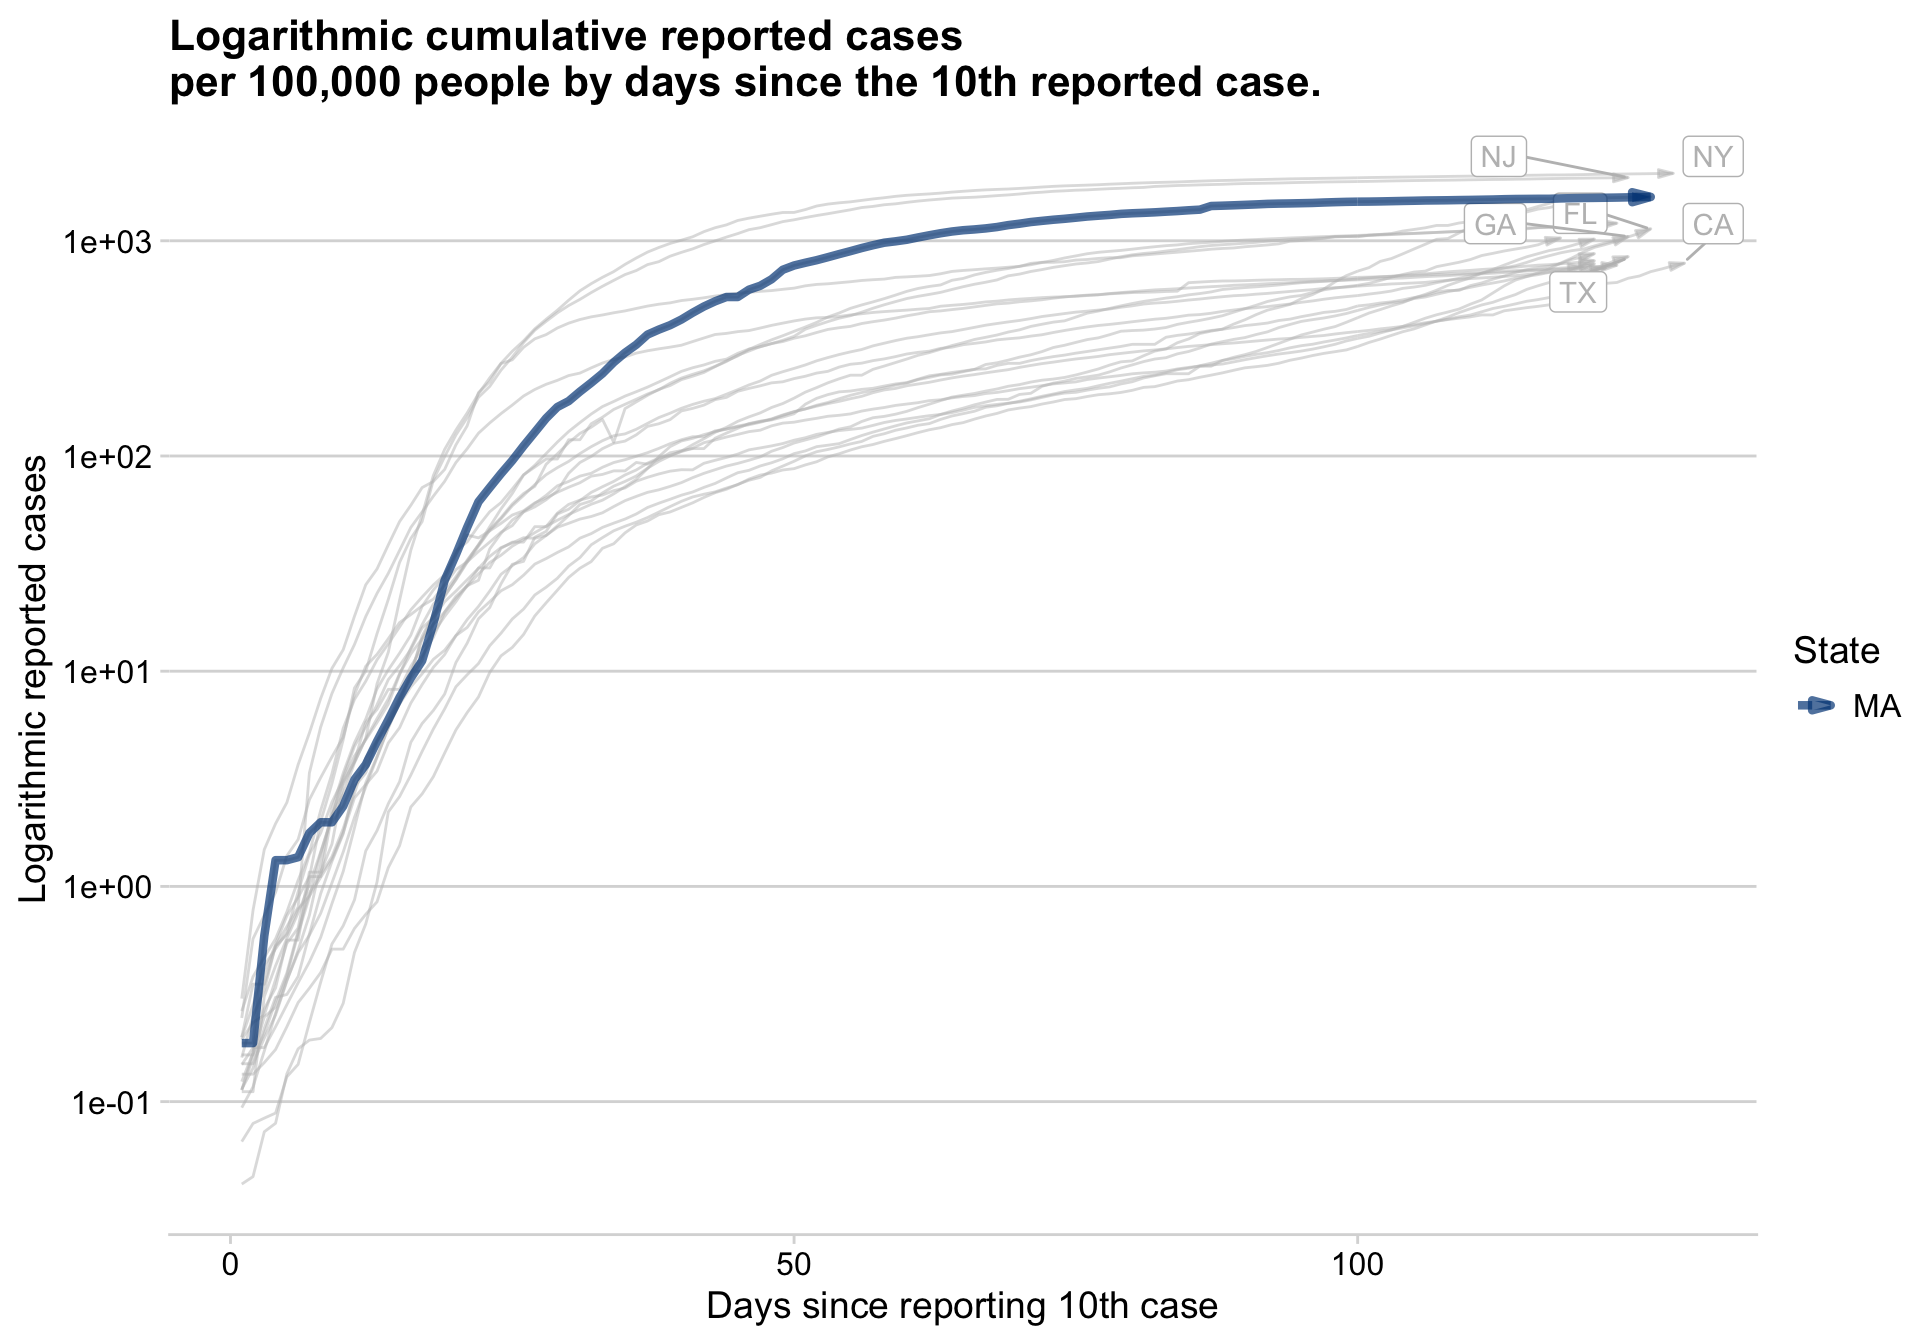 Logarithmic cumulative reported cases
per 100,000 people by days since the 10th reported case.
NJ
NY
FL
GA
CA
TX
1e+03
1e+02
1e+01
1e+00
1e-01
Logarithmic reported cases
0
50
100
Days since reporting 10th case
State
MA